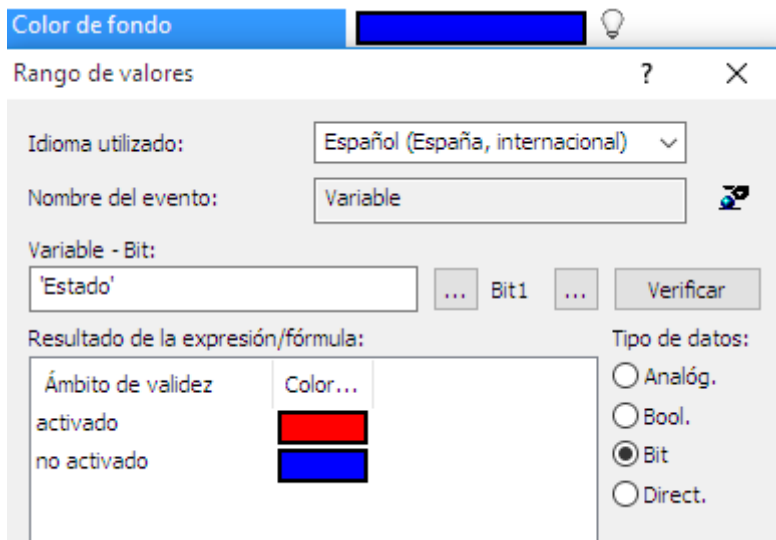 Color de fondo
Rango de valores ?
Idioma utilizado: Español (España, internacional)
Nombre del evento: Variable
Variable - Bit:
'Estado' ... Bit1 ... Verificar
Resultado de la expresión/fórmula: Tipo de datos:
Ámbito de validez Color... Analóg.
activado Bool.
no activado Bit
Direct.